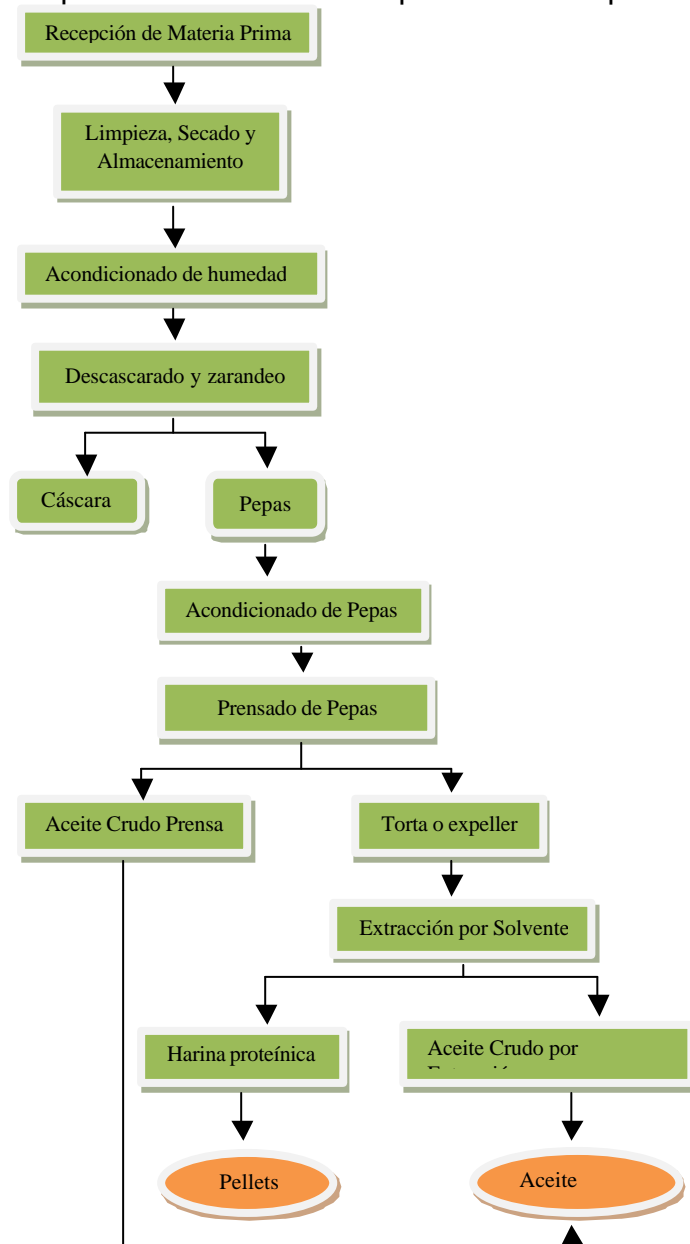 Recepción de Materia Prima
Limpieza, Secado y
Almacenamiento
Acondicionado de humedad
Descascarado y zarandeo
Cáscara
Pepas
Acondicionado de Pepas
Prensado de Pepas
Aceite Crudo Prensa
Torta o expeller
Extracción por Solvente
Harina proteínica
Aceite Crudo por
Pellets
Aceite